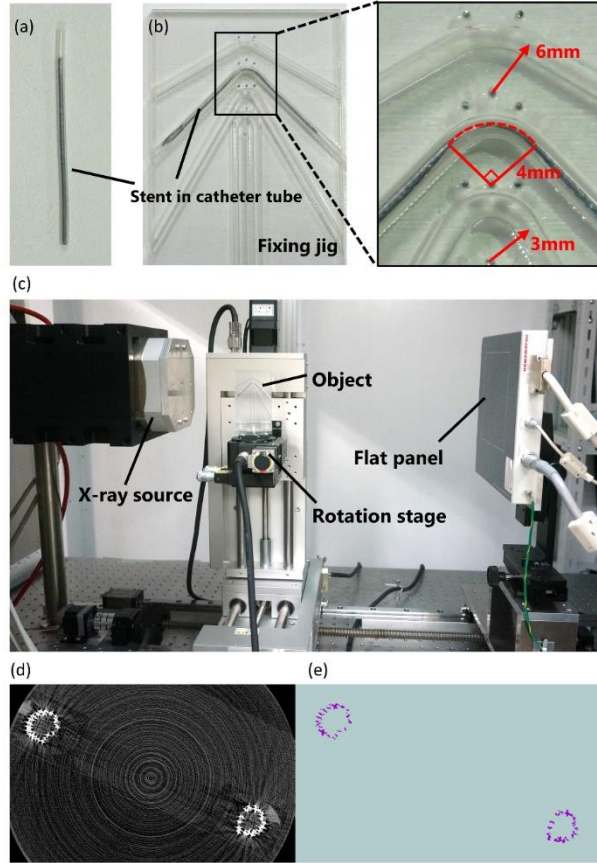 (a)
(b)
6mm
4mm
3mm
Stent in catheter tube
Fixing jig
(c)
Object
X-ray source
Flat panel
Rotation stage
(d)
(e)